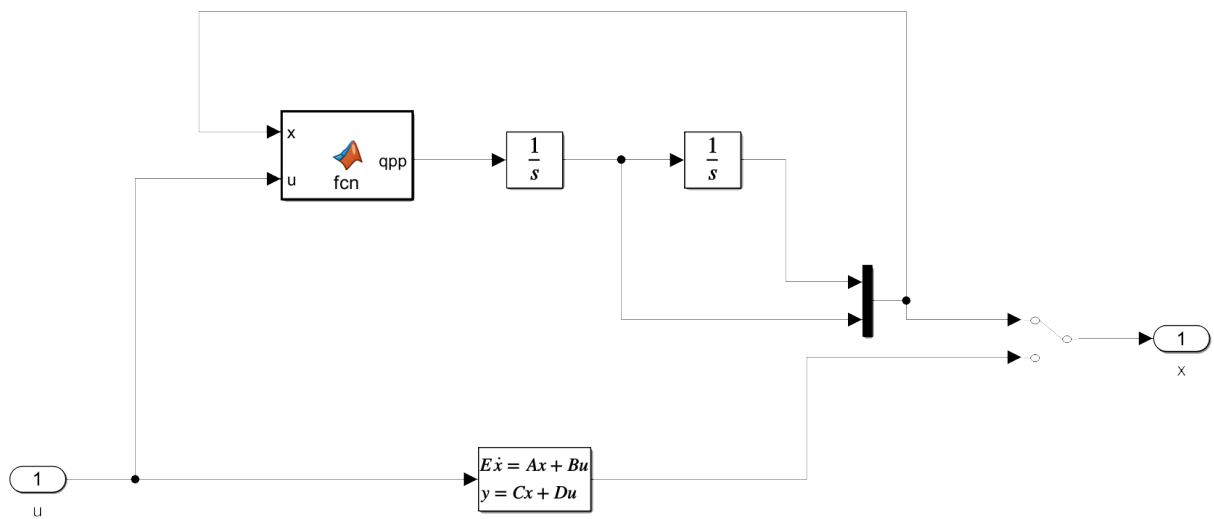 x
u
fcn
qpp
1
s
1
s
1
x
1
u
Eẋ = Ax + Bu
y = Cx + Du